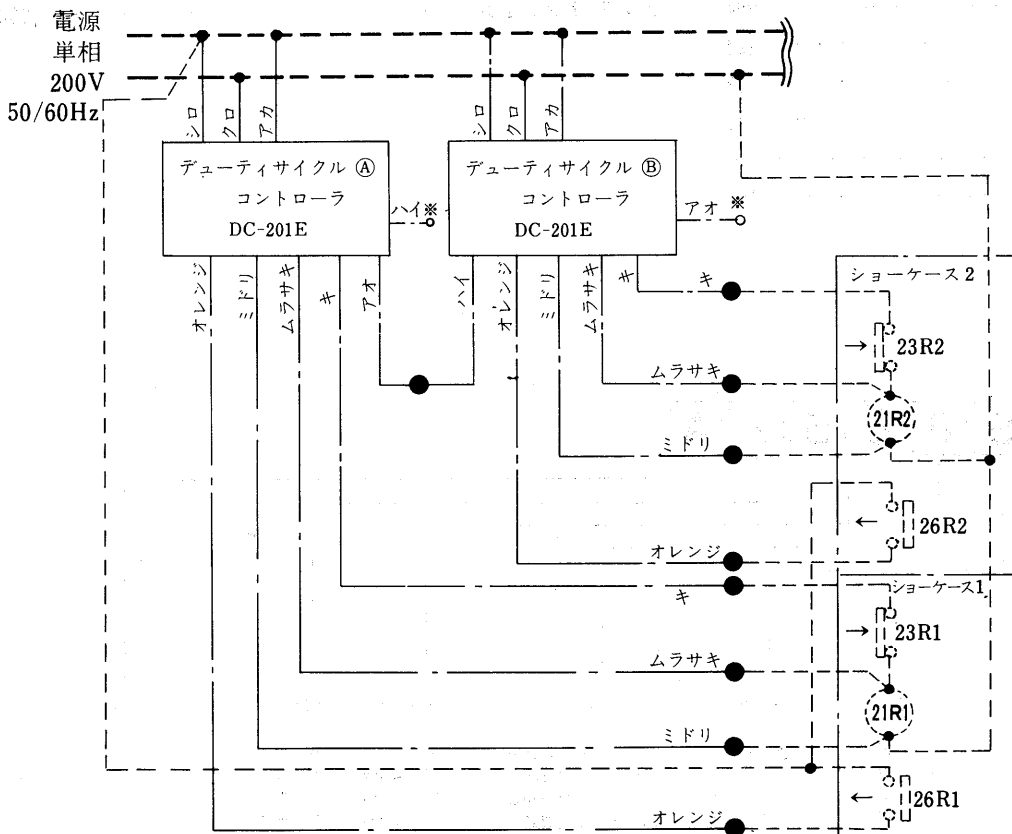 電源
単相
200V
50/60Hz
シロ
クロ
アカ
シロ
クロ
アカ
デューティサイクル Ⓐ
コントローラ
DC-201E
ハイ※
デューティサイクル Ⓑ
コントローラ
DC-201E
アオ ※
オレンジ
ミドリ
ムラサキ
キ
アオ
ハイ
オレンジ
ミドリ
ムラサキ
キ
キ
ショーケース2
23R2
ムラサキ
21R2
ミドリ
26R2
オレンジ
キ
ショーケース1
23R1
ムラサキ
21R1
ミドリ
26R1
オレンジ